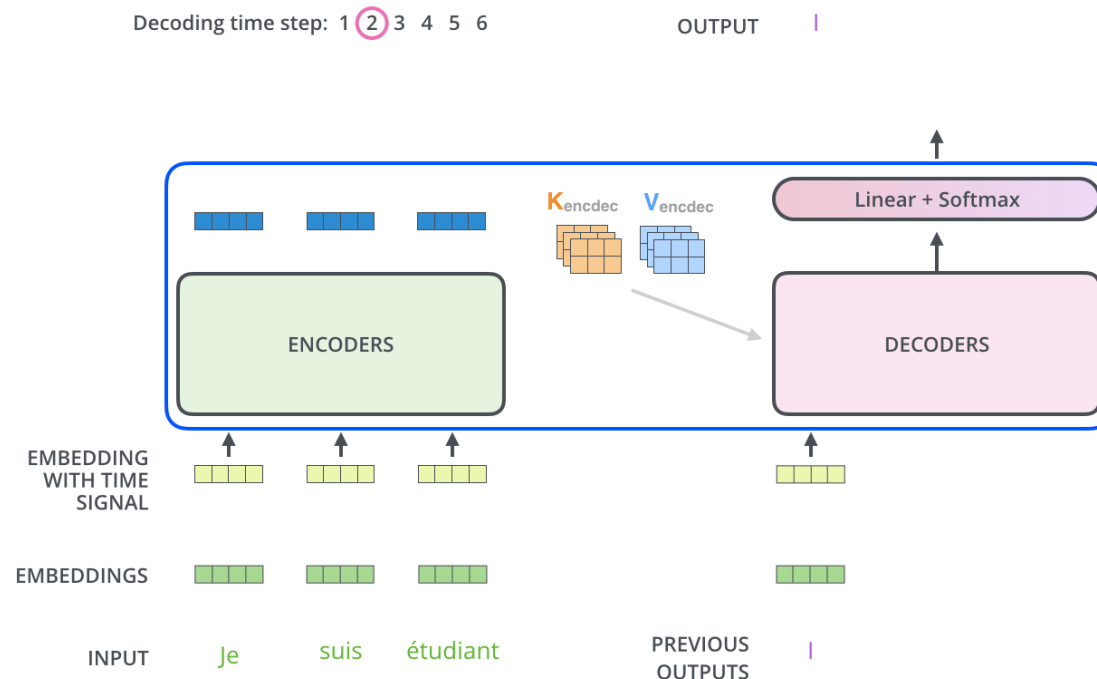 Decoding time step: 1 2 3 4 5 6
OUTPUT I
Kencdec Vencdec
Linear + Softmax
ENCODERS
DECODERS
EMBEDDING
WITH TIME
SIGNAL
EMBEDDINGS
INPUT Je suis étudiant
PREVIOUS
OUTPUTS
I